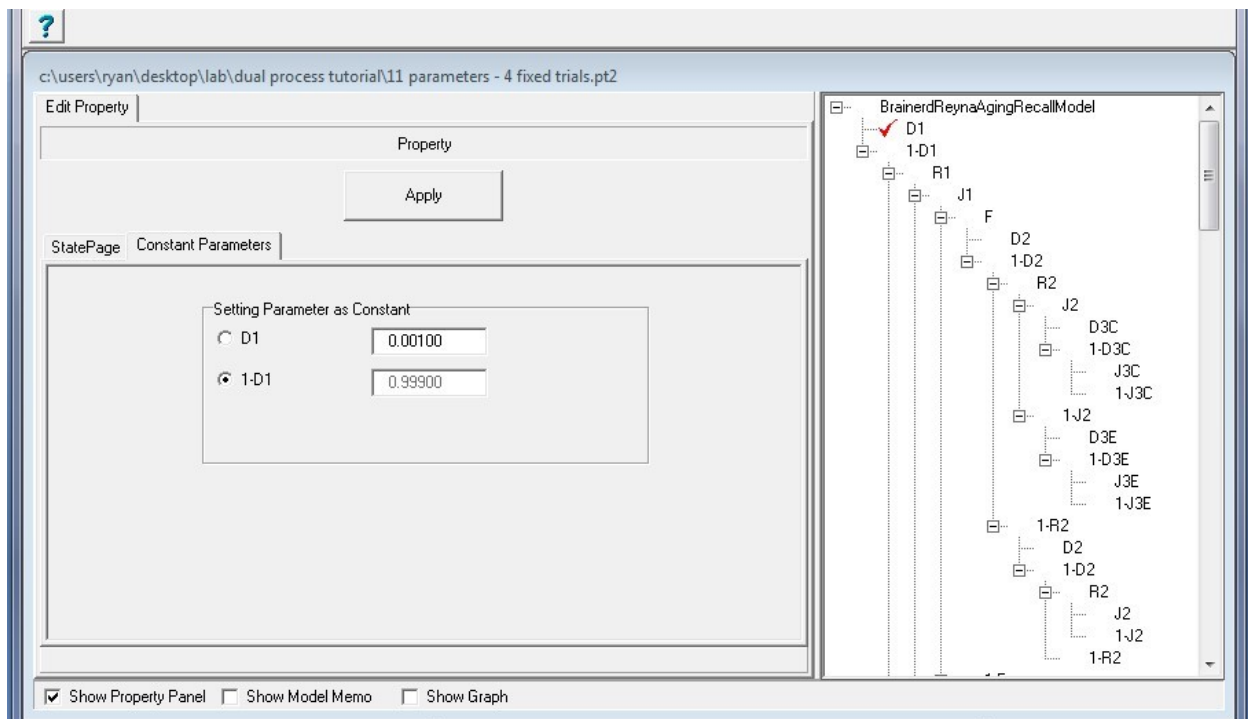 ?
c:\users\ryan\desktop\lab\dual process tutorial\11 parameters - 4 fixed trials.pt2
Edit Property
Property
Apply
StatePage Constant Parameters
Setting Parameter as Constant
D1 0.00100
1-D1 0.99900
BrainerdReynaAgingRecallModel
D1
1-D1
R1
J1
F
D2
1-D2
R2
J2
D3C
1-D3C
J3C
1-J3C
1-J2
D3E
1-D3E
J3E
1-J3E
1-R2
D2
1-D2
R2
J2
1-J2
1-R2
Show Property Panel Show Model Memo Show Graph